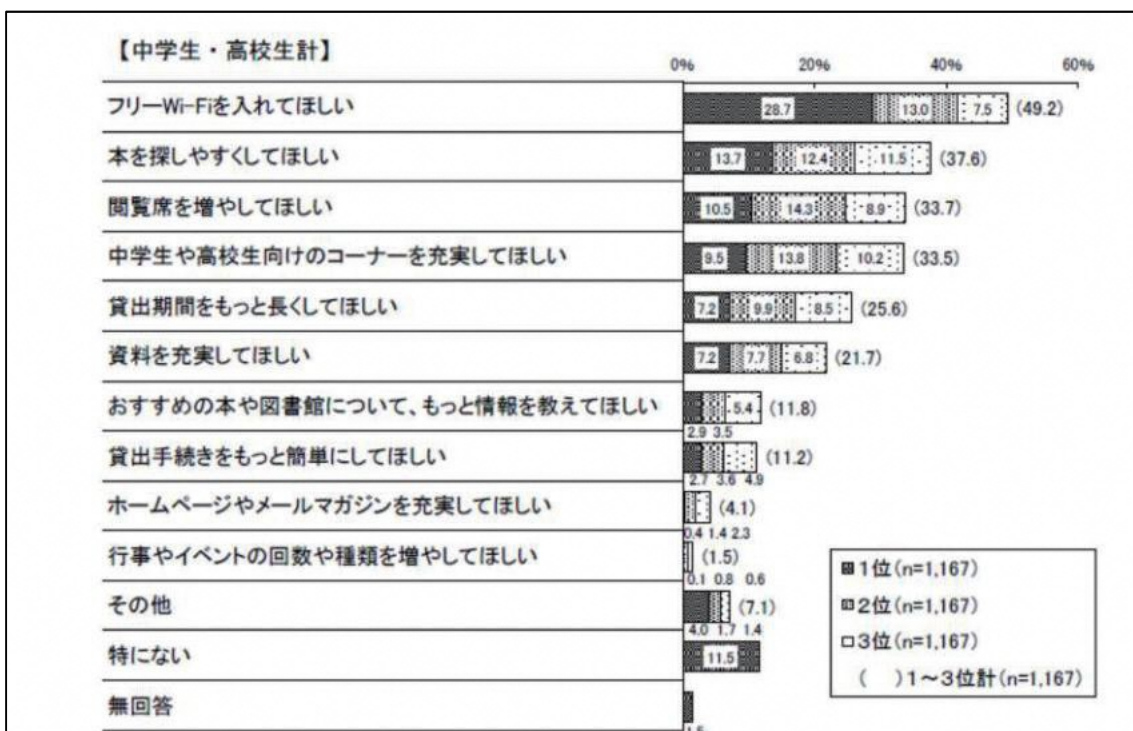 【中学生・高校生計】
0% 20% 40% 60%
フリーWi-Fiを入れてほしい 28.7 13.0 7.5 (49.2)
本を探しやすくしてほしい 13.7 12.4 11.5 (37.6)
閲覧席を増やしてほしい 10.5 14.3 8.9 (33.7)
中学生や高校生向けのコーナーを充実してほしい 9.5 13.8 10.2 (33.5)
貸出期間をもっと長くしてほしい 7.2 9.9 8.5 (25.6)
資料を充実してほしい 7.2 7.7 6.8 (21.7)
おすすめの本や図書館について、もっと情報を教えてほしい 5.4 (11.8)
2.9 3.5
貸出手続きをもっと簡単にしてほしい (11.2)
2.7 3.6 4.9
ホームページやメールマガジンを充実してほしい (4.1)
0.4 1.4 2.3
行事やイベントの回数や種類を増やしてほしい (1.5)
0.1 0.8 0.6
その他 (7.1)
4.0 1.7 1.4
特にない 11.5
無回答
1.5
■1位(n=1,167)
▩2位(n=1,167)
□3位(n=1,167)
( )1～3位計(n=1,167)